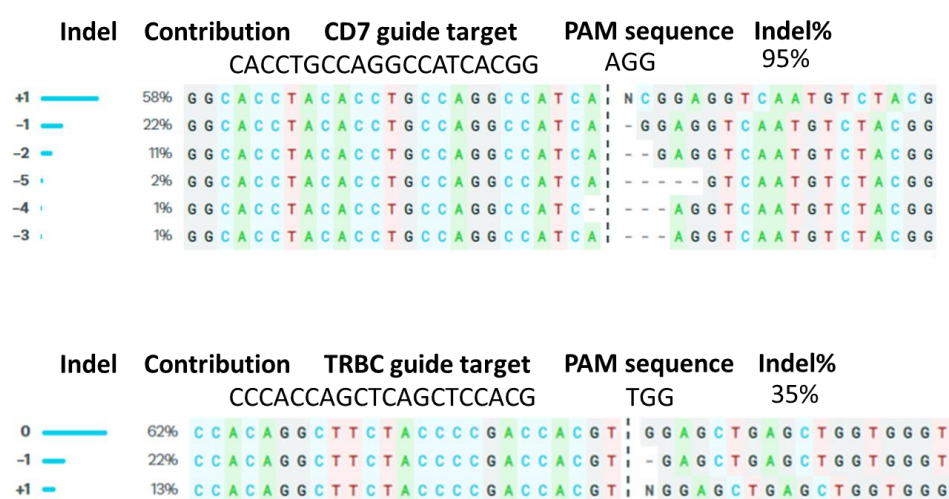 Indel Contribution CD7 guide target PAM sequence Indel%
CACCTGCCAGGCCATCACGG AGG 95%
+1 58% G G C A C C T A C A C C T G C C A G G C C A T C A N C G G A G G T C A A T G T C T A C G
-1 22% G G C A C C T A C A C C T G C C A G G C C A T C A - G G A G G T C A A T G T C T A C G G
-2 11% G G C A C C T A C A C C T G C C A G G C C A T C A - - G A G G T C A A T G T C T A C G G
-5 2% G G C A C C T A C A C C T G C C A G G C C A T C A - - - - - G T C A A T G T C T A C G G
-4 1% G G C A C C T A C A C C T G C C A G G C C A T C - - - - A G G T C A A T G T C T A C G G
-3 1% G G C A C C T A C A C C T G C C A G G C C A T C A - - - A G G T C A A T G T C T A C G G
Indel Contribution TRBC guide target PAM sequence Indel%
CCCACCAGCTCAGCTCCACG TGG 35%
0 62% C C A C A G G C T T C T A C C C C G A C C A C G T G G A G C T G A G C T G G T G G G T
-1 22% C C A C A G G C T T C T A C C C C G A C C A C G T - G A G C T G A G C T G G T G G G T
+1 13% C C A C A G G C T T C T A C C C C G A C C A C G T N G G A G C T G A G C T G G T G G G